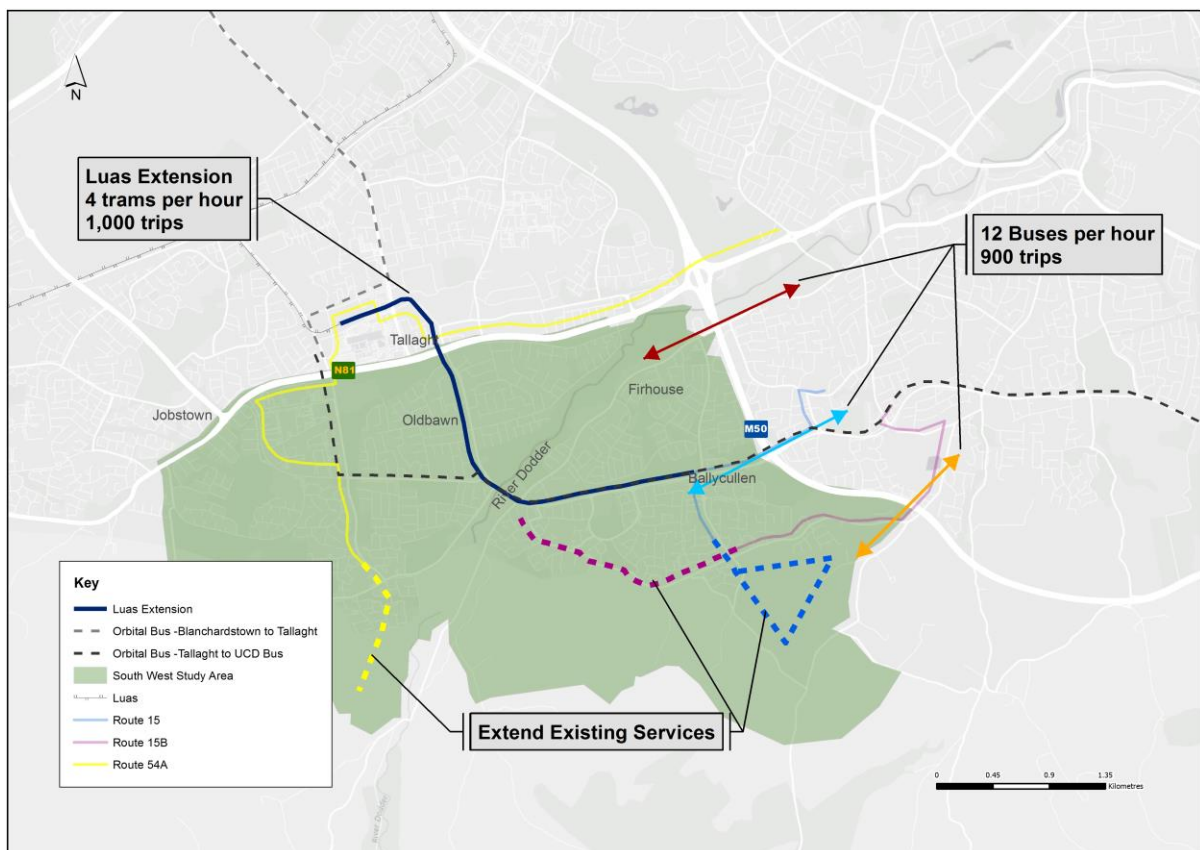 N
Luas Extension
4 trams per hour
1,000 trips
12 Buses per hour
900 trips
Tallaght
N81
Jobstown
Oldbawn
Firhouse
M50
River Dodder
Ballycullen
Key
Luas Extension
Orbital Bus -Blanchardstown to Tallaght
Orbital Bus -Tallaght to UCD Bus
South West Study Area
Luas
Route 15
Route 15B
Route 54A
Extend Existing Services
River Dodder
0 0.45 0.9 1.35
Kilometres